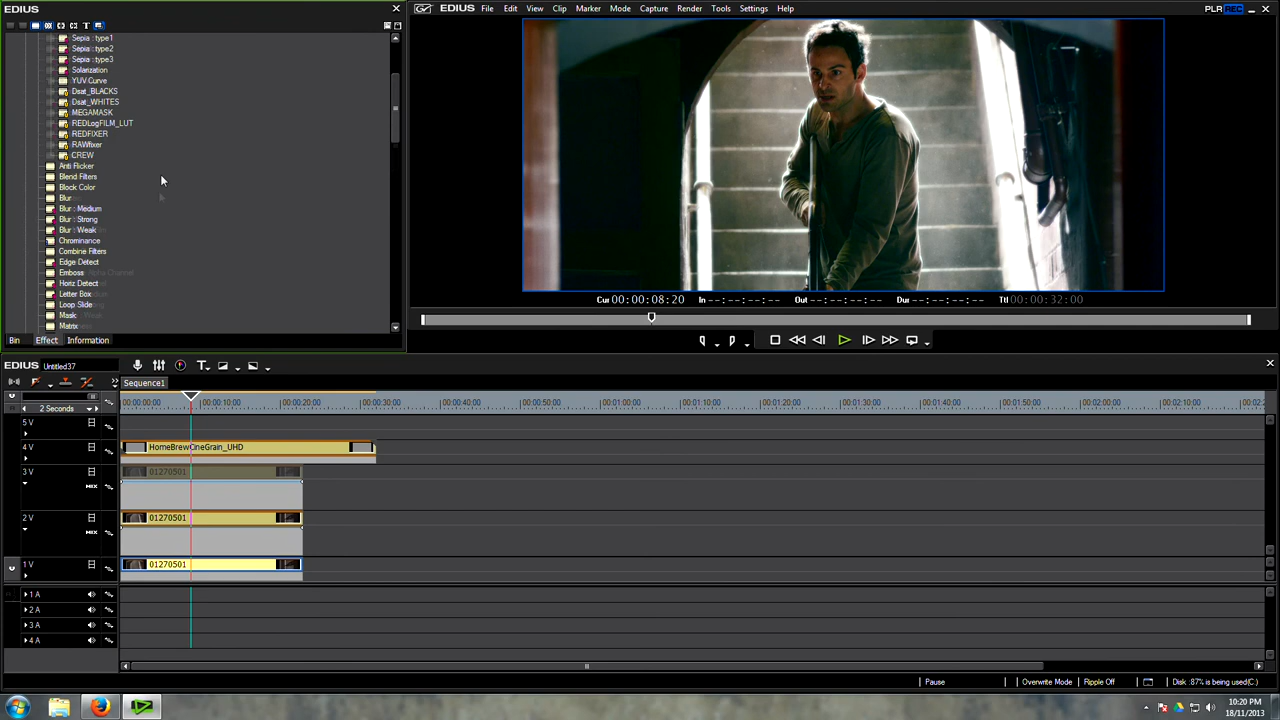 EDIUS
EDIUS File Edit View Clip Marker Mode Capture Render Tools Settings Help
PLR REC
Sepia : type1
Sepia : type2
Sepia : type3
Solarization
YUV Curve
Dsat_BLACKS
Dsat_WHITES
MEGAMASK
REDLogFILM_LUT
REDFIXER
RAWfixer
CREW
Anti Flicker
Blend Filters
Block Color
Blur
Blur : Medium
Blur : Strong
Blur : Weak
Chrominance
Combine Filters
Edge Detect
Emboss
Horiz Detect
Letter Box
Loop Slide
Mask
Matrix
Bin Effect Information
Cur 00:00:08:20 In --:--:--:-- Out --:--:--:-- Dur --:--:--:-- Ttl 00:00:32:00
EDIUS Untitled37
T
Sequence1
2 Seconds
00:00:00:00 00:00:10:00 00:00:20:00 00:00:30:00 00:00:40:00 00:00:50:00 00:01:00:00 00:01:10:00 00:01:20:00 00:01:30:00 00:01:40:00 00:01:50:00 00:02:00:00 00:02:10:00
5 V
4 V HomeBrewCineGrain_UHD
3 V 01270501
MIX
2 V 01270501
MIX
1 V 01270501
1 A
2 A
3 A
4 A
Pause Overwrite Mode Ripple Off Disk :87% is being used(C:)
10:20 PM
18/11/2013